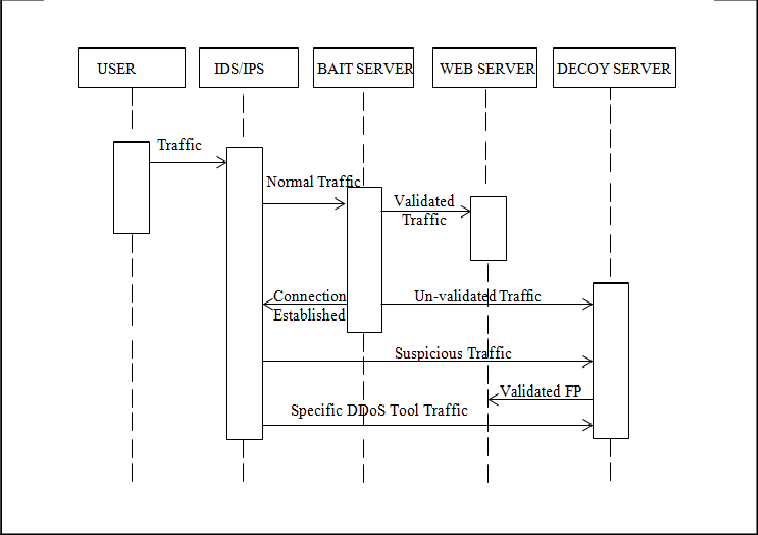 USER
IDS/IPS
BAIT SERVER
WEB SERVER
DECOY SERVER
Traffic
Normal Traffic
Validated
Traffic
Connection
Established
Un-validated Traffic
Suspicious Traffic
Validated FP
Specific DDoS Tool Traffic